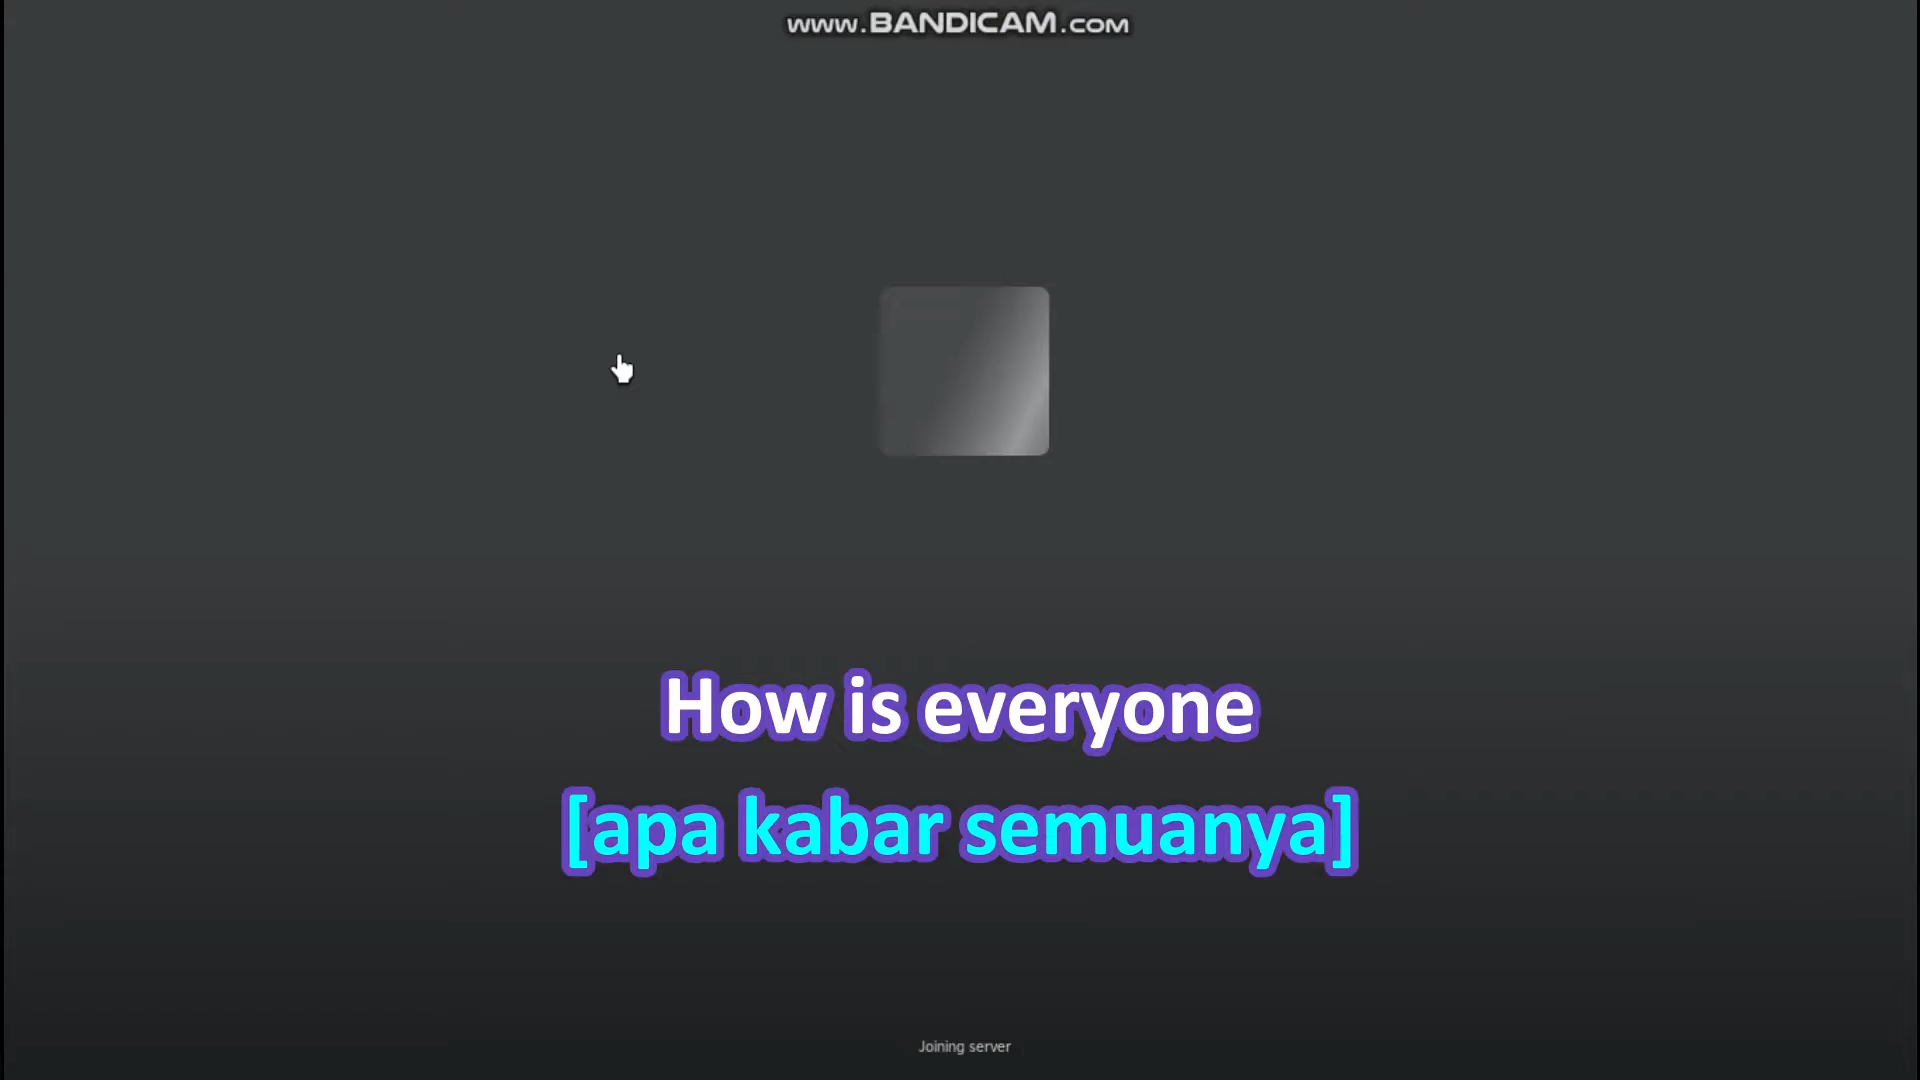 www.BANDICAM.COM
How is everyone
[apa kabar semuanya]
Joining server